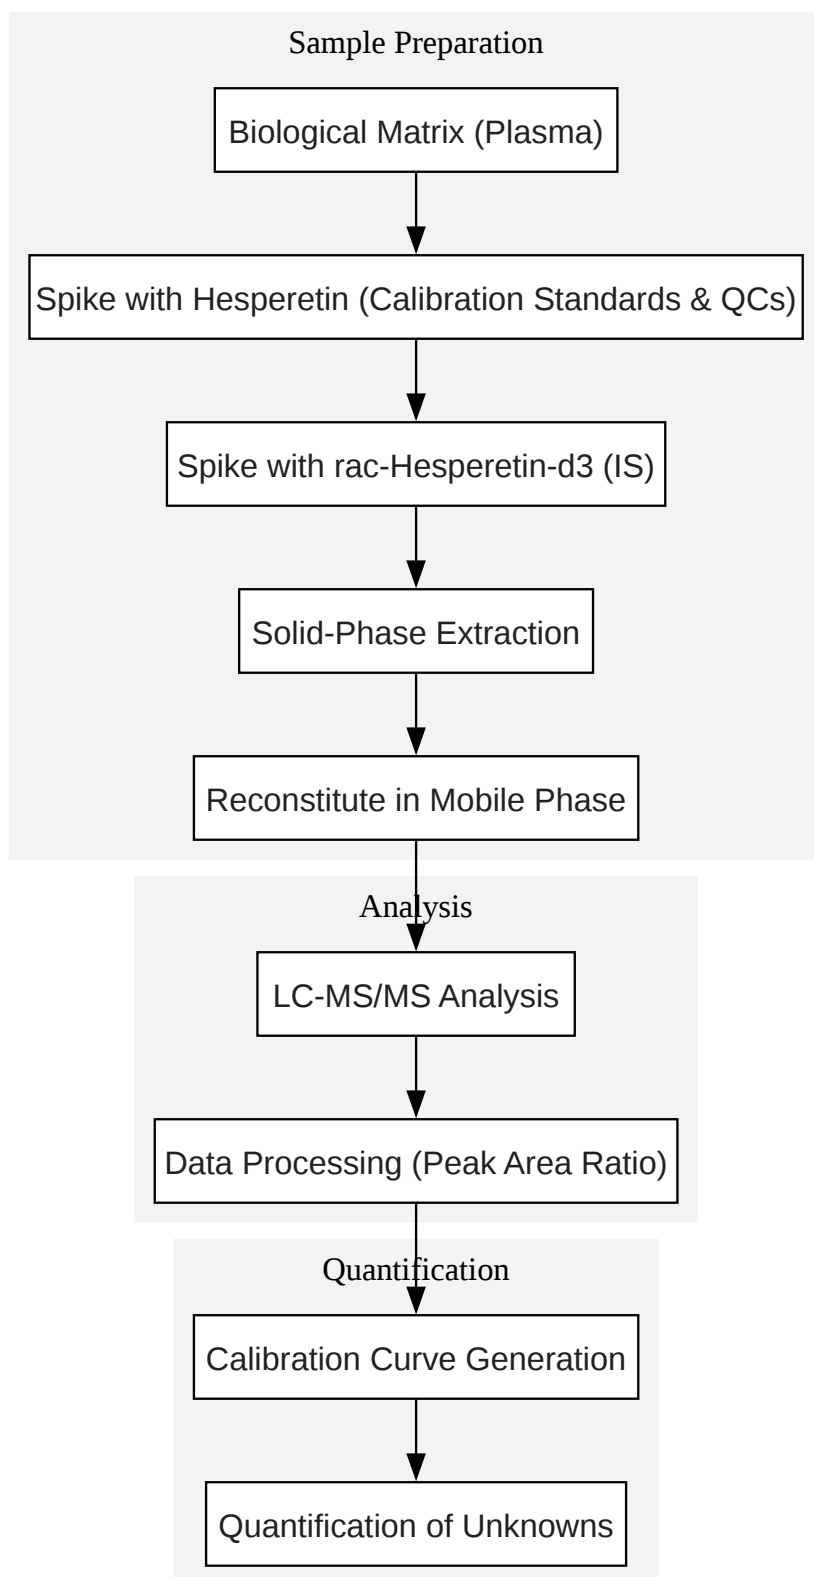 Sample Preparation
Biological Matrix (Plasma)
Spike with Hesperetin (Calibration Standards & QCs)
Spike with rac-Hesperetin-d3 (IS)
Solid-Phase Extraction
Reconstitute in Mobile Phase
Analysis
LC-MS/MS Analysis
Data Processing (Peak Area Ratio)
Quantification
Calibration Curve Generation
Quantification of Unknowns